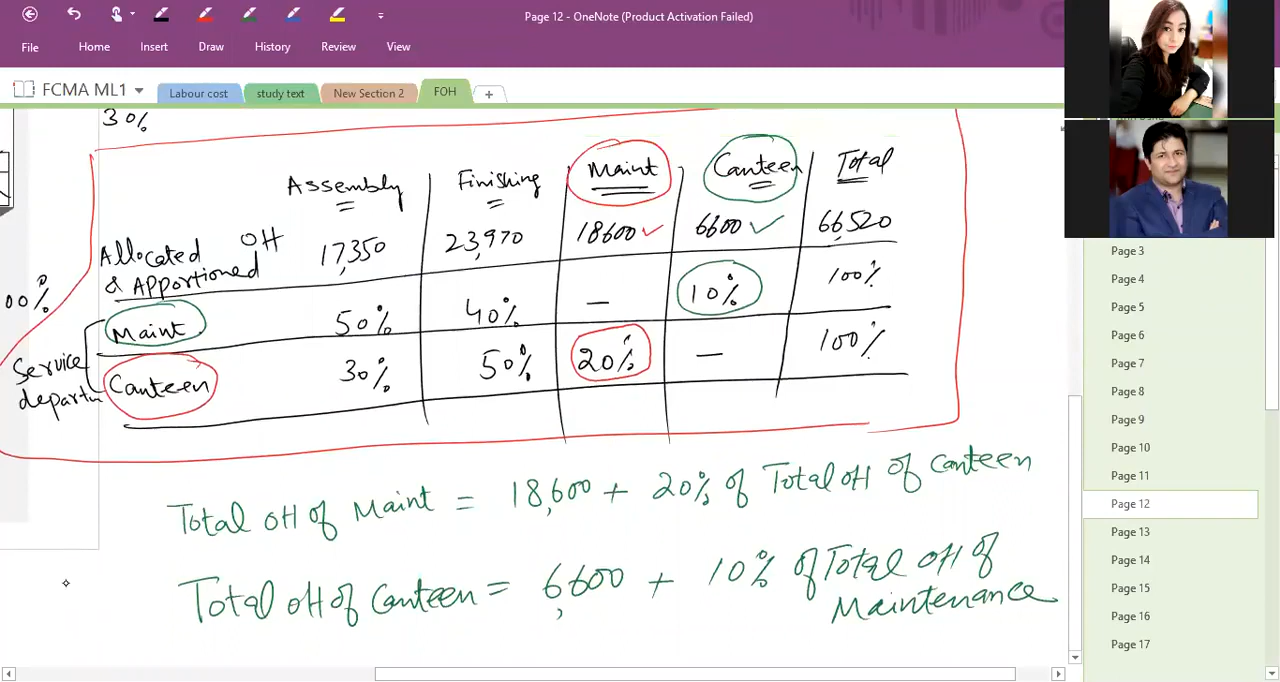 Page 12 - OneNote (Product Activation Failed)
File Home Insert Draw History Review View
FCMA ML1 Labour cost study text New Section 2 FOH
30%
Assembly Finishing Maint Canteen Total
Allocated & Apportioned OH 17,350 23,970 18600 6600 66,520
00%
Maint 50% 40% — 10% 100%
Service
Canteen 30% 50% 20% — 100%
departm
Total OH of Maint = 18,600 + 20% of Total OH of Canteen
Total OH of Canteen = 6,600 + 10% of Total OH of
Maintenance
Page 3
Page 4
Page 5
Page 6
Page 7
Page 8
Page 9
Page 10
Page 11
Page 12
Page 13
Page 14
Page 15
Page 16
Page 17